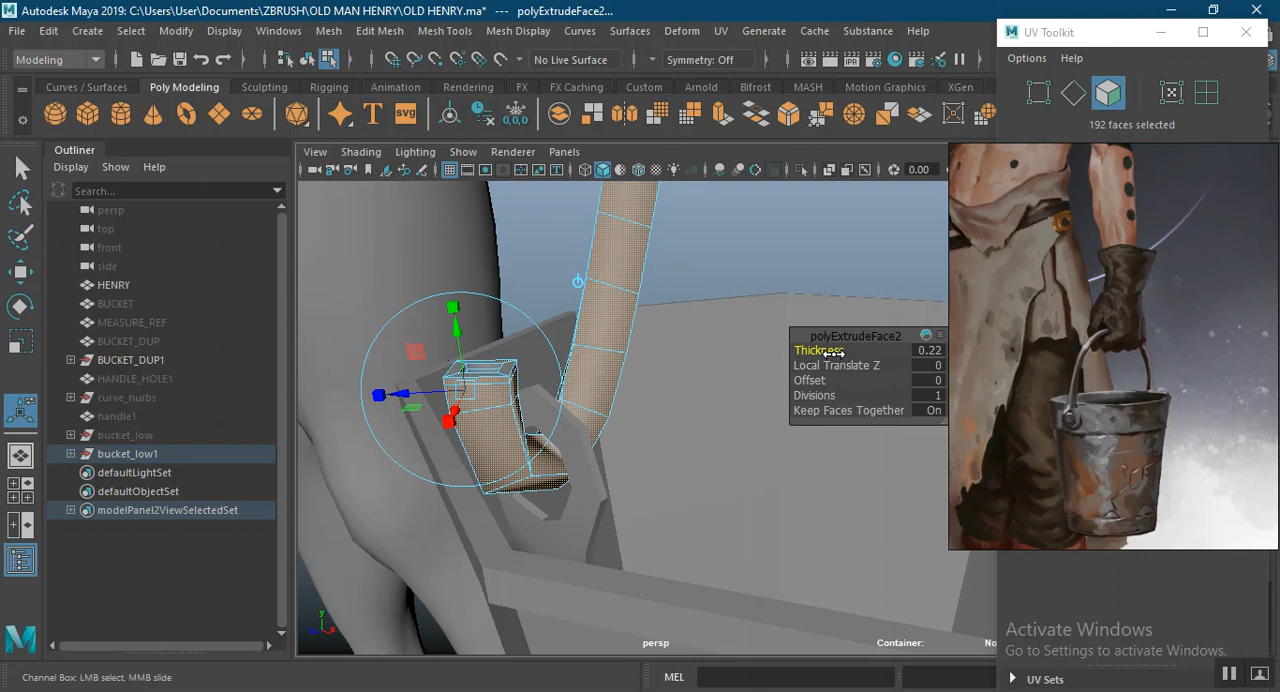 Autodesk Maya 2019: C:\Users\User\Documents\ZBRUSH\OLD MAN HENRY\OLD HENRY.ma* --- polyExtrudeFace2...
File Edit Create Select Modify Display Windows Mesh Edit Mesh Mesh Tools Mesh Display Curves Surfaces Deform UV Generate Cache Substance Help
Modeling No Live Surface Symmetry: Off
Curves / Surfaces Poly Modeling Sculpting Rigging Animation Rendering FX FX Caching Custom Arnold Bifrost MASH Motion Graphics XGen
SVG 0,0,0
UV Toolkit
Options Help
192 faces selected
Outliner
Display Show Help
Search...
persp
top
front
side
HENRY
BUCKET
MEASURE_REF
BUCKET_DUP
BUCKET_DUP1
HANDLE_HOLE1
curve_nurbs
handle1
bucket_low
bucket_low1
defaultLightSet
defaultObjectSet
modelPanel2ViewSelectedSet
View Shading Lighting Show Renderer Panels
0.00
polyExtrudeFace2
Thickness 0.22
Local Translate Z 0
Offset 0
Divisions 1
Keep Faces Together On
y
z x
persp
Container: No
Activate Windows
Go to Settings to activate Windows.
UV Sets
Channel Box: LMB select, MMB slide
MEL